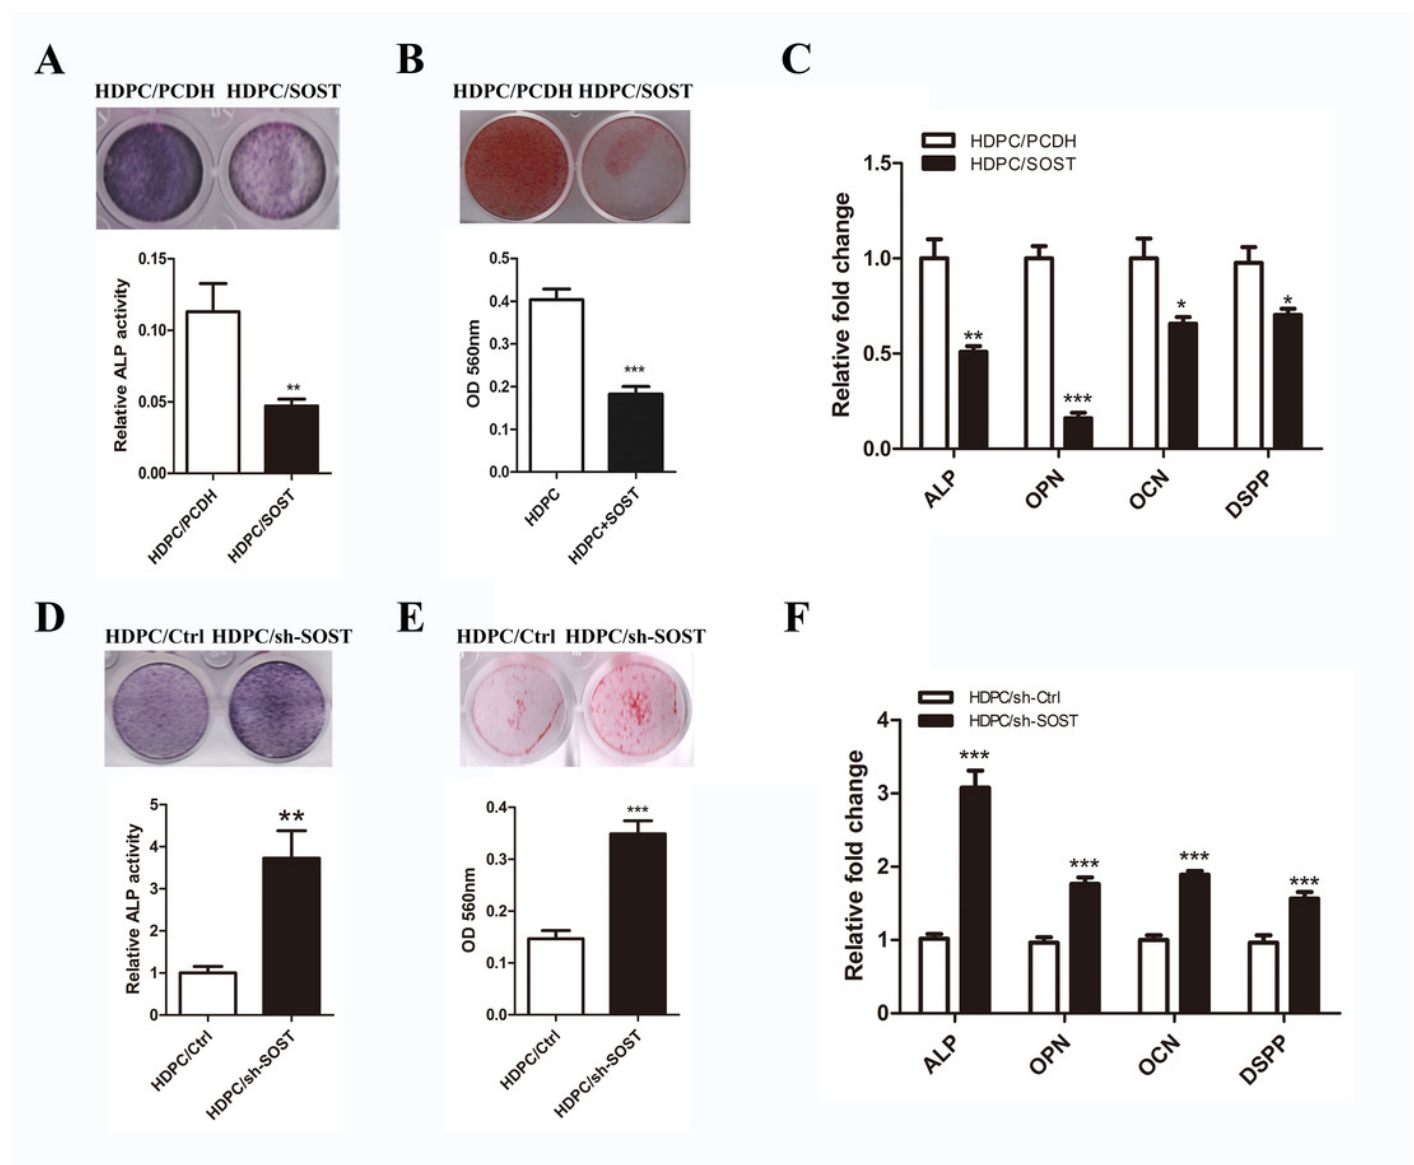 A
HDPC/PCDH HDPC/SOST
0.15
0.10
0.05
0.00
Relative ALP activity
**
HDPC/PCDH
HDPC/SOST
B
HDPC/PCDH HDPC/SOST
0.5
0.4
0.3
0.2
0.1
0.0
OD 560nm
***
HDPC
HDPC+SOST
C
HDPC/PCDH
HDPC/SOST
1.5
1.0
0.5
0.0
Relative fold change
**
***
*
*
ALP
OPN
OCN
DSPP
D
HDPC/Ctrl HDPC/sh-SOST
5
4
3
2
1
0
Relative ALP activity
**
HDPC/Ctrl
HDPC/sh-SOST
E
HDPC/Ctrl HDPC/sh-SOST
0.4
0.3
0.2
0.1
0.0
OD 560nm
***
HDPC/Ctrl
HDPC/sh-SOST
F
HDPC/sh-Ctrl
HDPC/sh-SOST
4
3
2
1
0
Relative fold change
***
***
***
***
ALP
OPN
OCN
DSPP